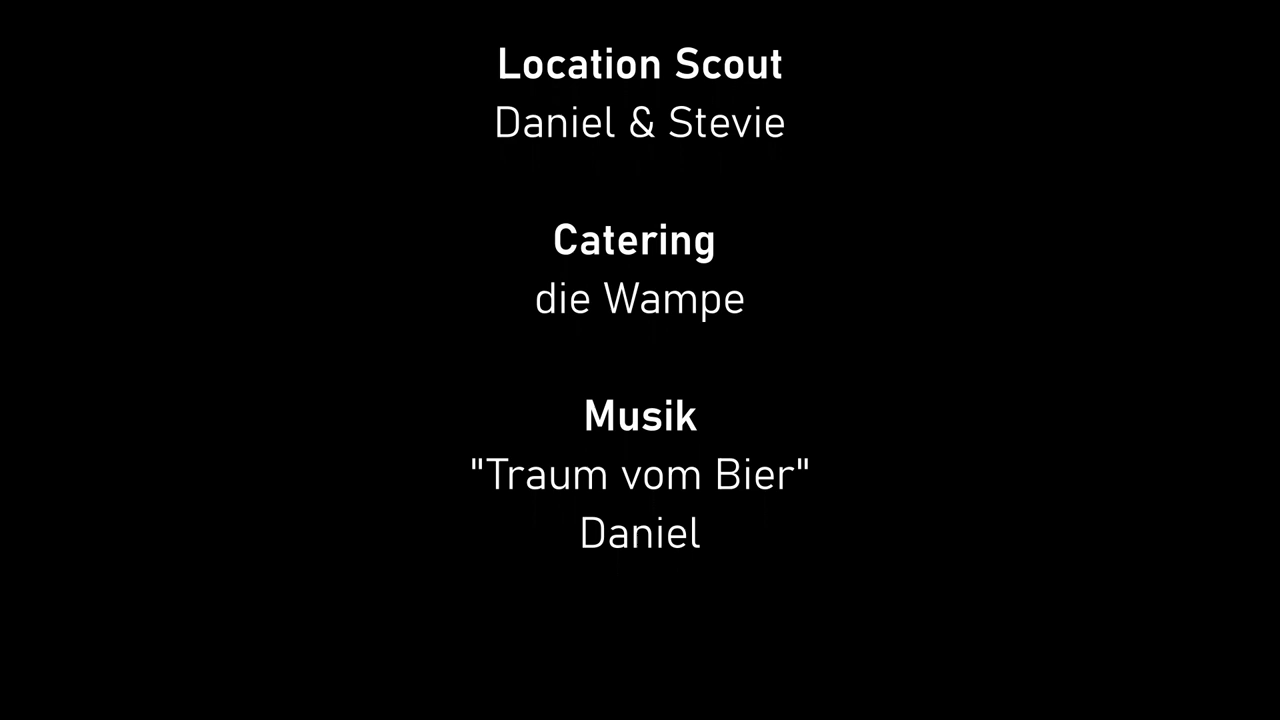 Location Scout
Daniel & Stevie
Catering
die Wampe
Musik
"Traum vom Bier"
Daniel